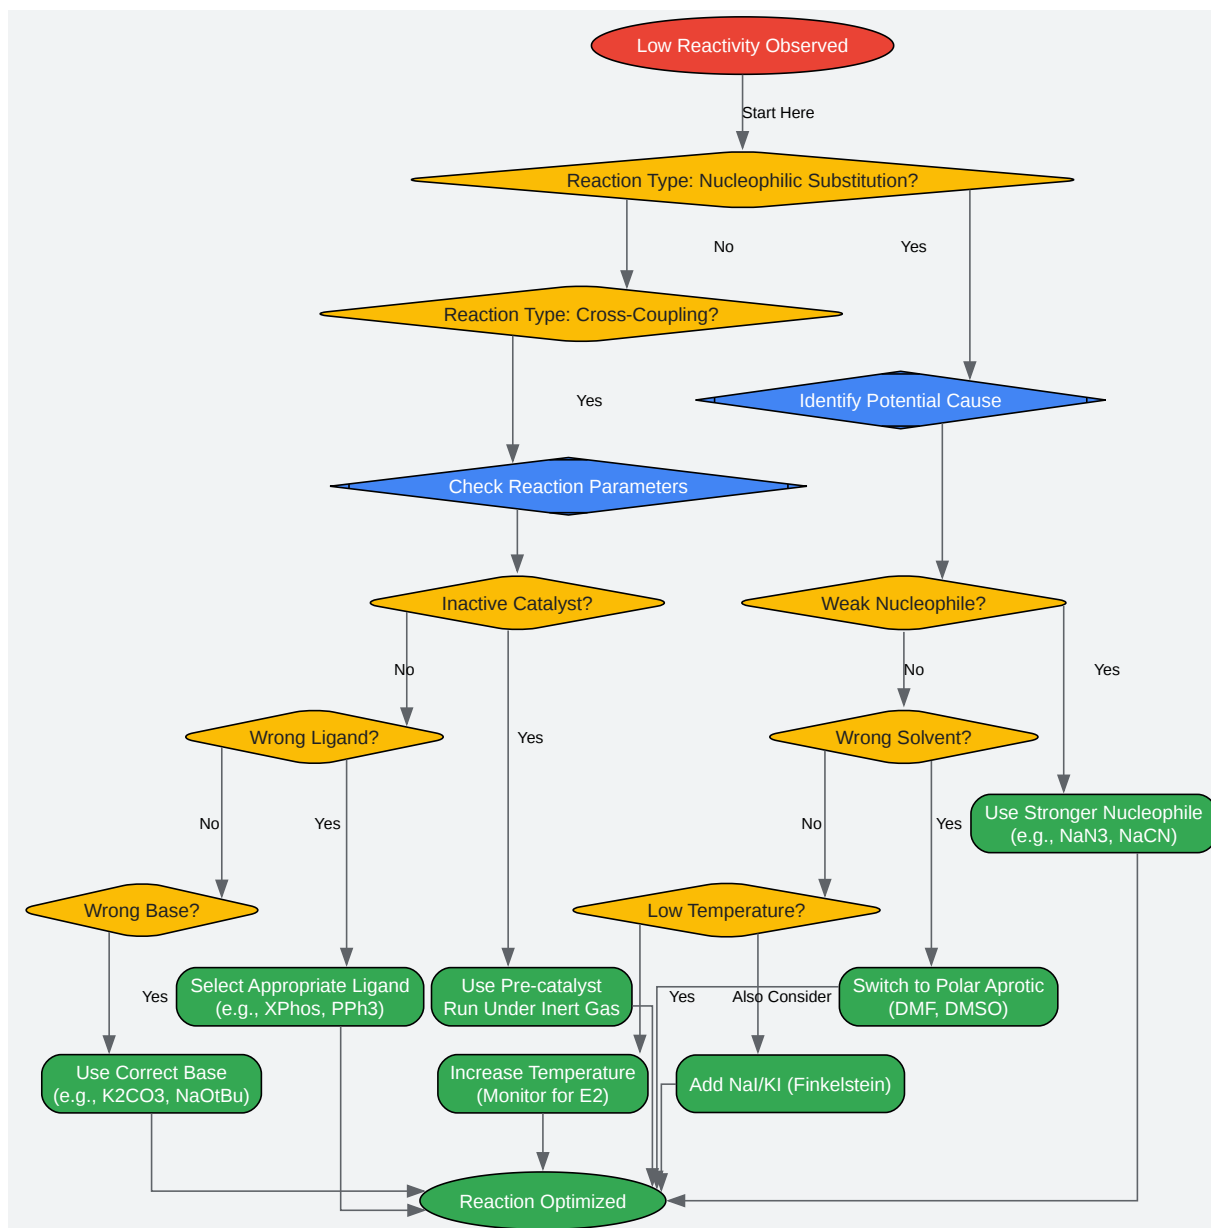 Low Reactivity Observed
Start Here
Reaction Type: Nucleophilic Substitution?
No
Yes
Reaction Type: Cross-Coupling?
Yes
Identify Potential Cause
Check Reaction Parameters
Inactive Catalyst?
Weak Nucleophile?
No
No
Yes
Wrong Ligand?
Yes
Wrong Solvent?
No
Yes
No
Yes
Use Stronger Nucleophile
(e.g., NaN3, NaCN)
Wrong Base?
Low Temperature?
Yes
Select Appropriate Ligand
(e.g., XPhos, PPh3)
Use Pre-catalyst
Run Under Inert Gas
Yes
Also Consider
Switch to Polar Aprotic
(DMF, DMSO)
Use Correct Base
(e.g., K2CO3, NaOtBu)
Increase Temperature
(Monitor for E2)
Add NaI/KI (Finkelstein)
Reaction Optimized